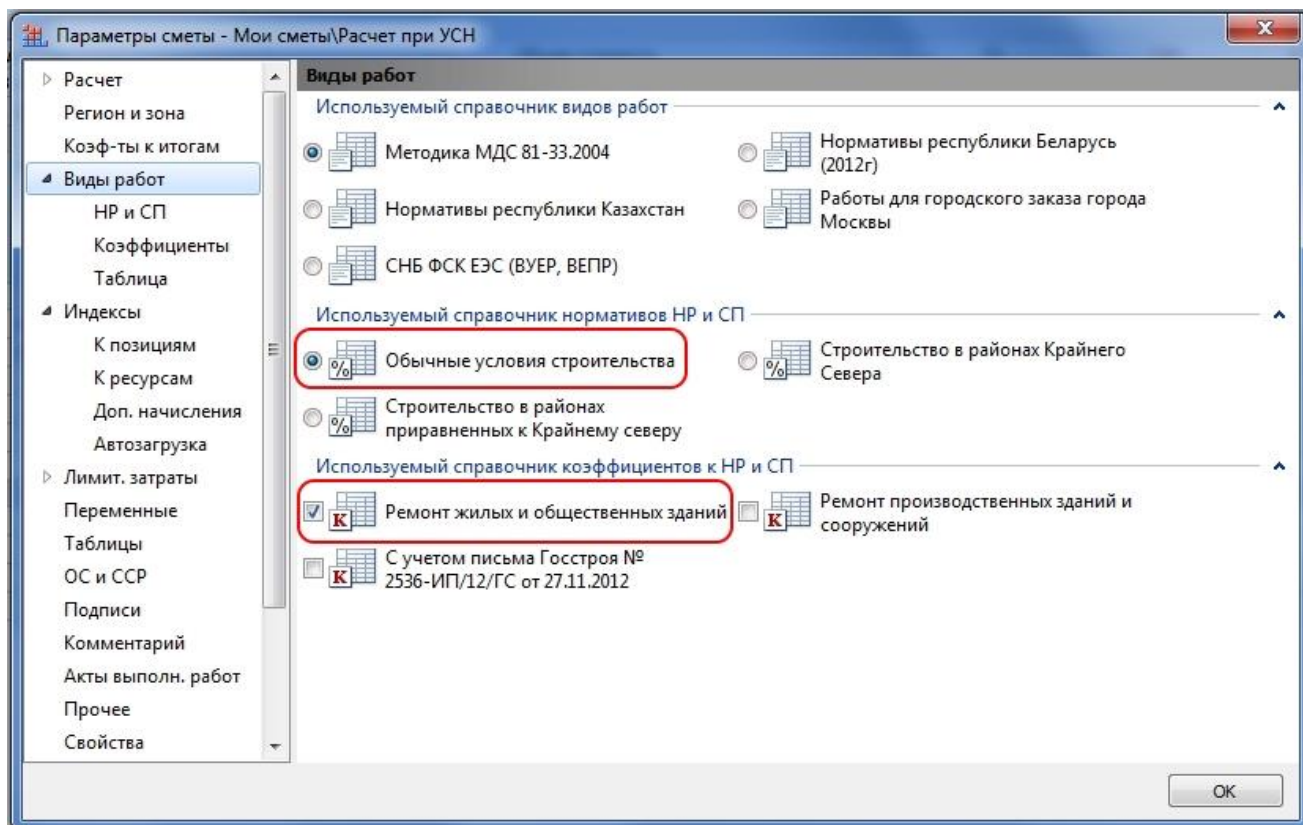 Параметры сметы - Мои сметы\Расчет при УСН
Расчет
Регион и зона
Коэф-ты к итогам
Виды работ
НР и СП
Коэффициенты
Таблица
Индексы
К позициям
К ресурсам
Доп. начисления
Автозагрузка
Лимит. затраты
Переменные
Таблицы
ОС и ССР
Подписи
Комментарий
Акты выполн. работ
Прочее
Свойства
Виды работ
Используемый справочник видов работ
Методика МДС 81-33.2004
Нормативы республики Беларусь
(2012г)
Нормативы республики Казахстан
Работы для городского заказа города
Москвы
СНБ ФСК ЕЭС (ВУЕР, ВЕПР)
Используемый справочник нормативов НР и СП
% Обычные условия строительства
% Строительство в районах Крайнего
Севера
% Строительство в районах
приравненных к Крайнему северу
Используемый справочник коэффициентов к НР и СП
К Ремонт жилых и общественных зданий
К Ремонт производственных зданий и
сооружений
К С учетом письма Госстроя №
2536-ИП/12/ГС от 27.11.2012
OK